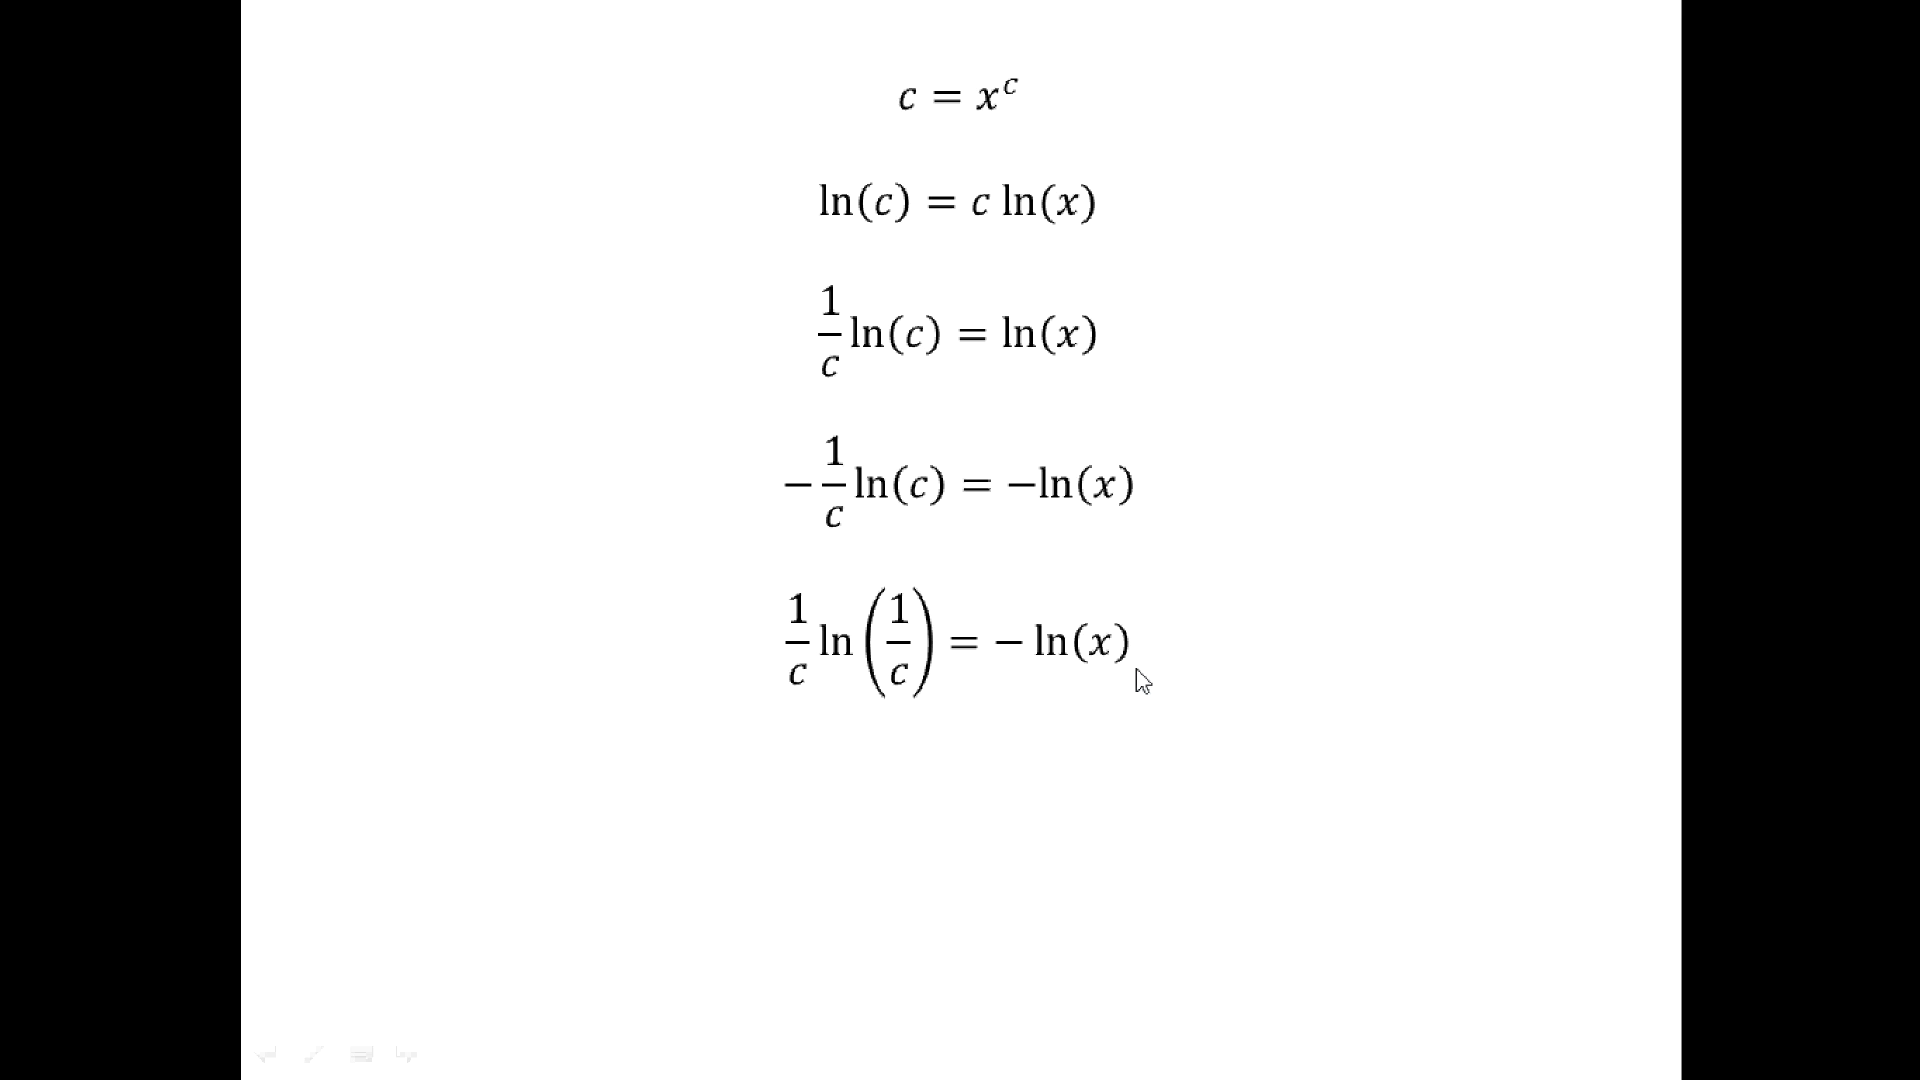 c = x^c
ln(c) = c ln(x)
1/c ln(c) = ln(x)
−1/c ln(c) = −ln(x)
1/c ln(1/c) = − ln(x)